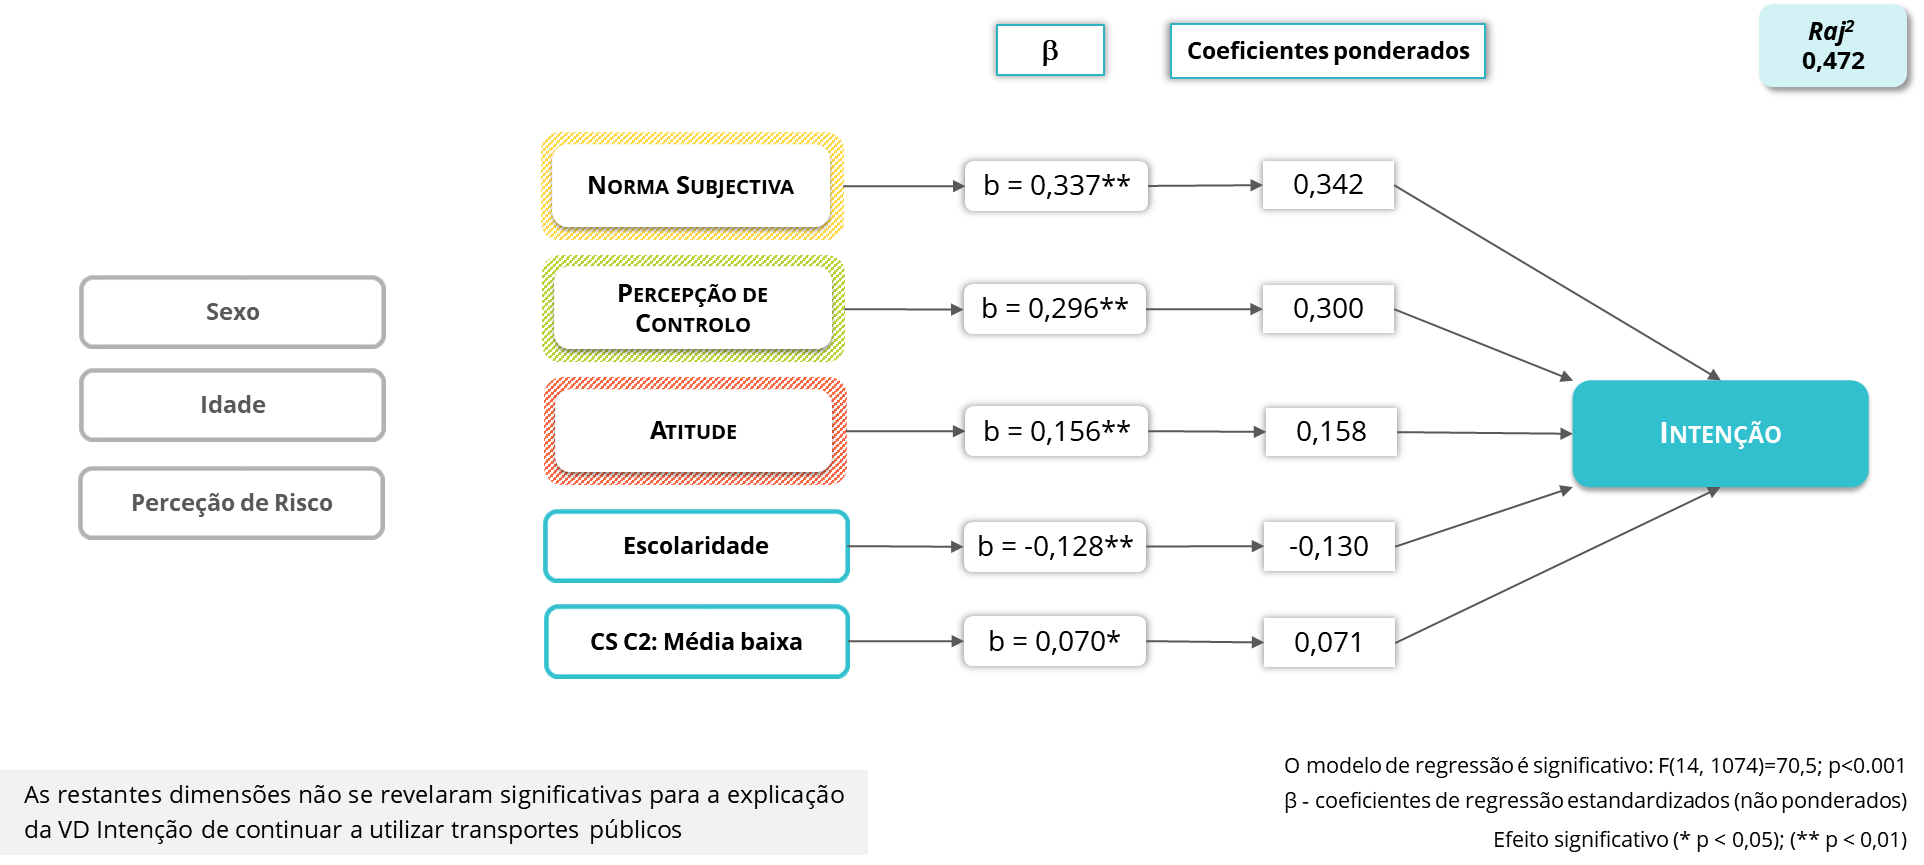 β
Coeficientes ponderados
Raj²
0,472
NORMA SUBJECTIVA
b = 0,337**
0,342
PERCEPÇÃO DE
CONTROLO
b = 0,296**
0,300
Sexo
Idade
Perceção de Risco
ATITUDE
b = 0,156**
0,158
INTENÇÃO
Escolaridade
b = -0,128**
-0,130
CS C2: Média baixa
b = 0,070*
0,071
As restantes dimensões não se revelaram significativas para a explicação
da VD Intenção de continuar a utilizar transportes públicos
O modelo de regressão é significativo: F(14, 1074)=70,5; p<0.001
β - coeficientes de regressão estandardizados (não ponderados)
Efeito significativo (* p < 0,05); (** p < 0,01)